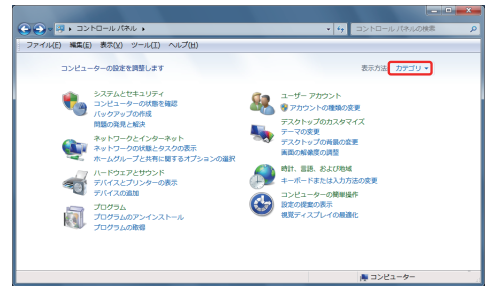 コントロール パネル
コントロール パネルの検索
ファイル(F) 編集(E) 表示(V) ツール(T) ヘルプ(H)
コンピューターの設定を調整します
表示方法: カテゴリ
システムとセキュリティ
コンピューターの状態を確認
バックアップの作成
問題の発見と解決
ネットワークとインターネット
ネットワークの状態とタスクの表示
ホームグループと共有に関するオプションの選択
ハードウェアとサウンド
デバイスとプリンターの表示
デバイスの追加
プログラム
プログラムのアンインストール
プログラムの取得
ユーザー アカウント
アカウントの種類の変更
デスクトップのカスタマイズ
テーマの変更
デスクトップの背景の変更
画面の解像度の調整
時計、言語、および地域
キーボードまたは入力方法の変更
コンピューターの簡単操作
設定の提案の表示
視覚ディスプレイの最適化
コンピューター